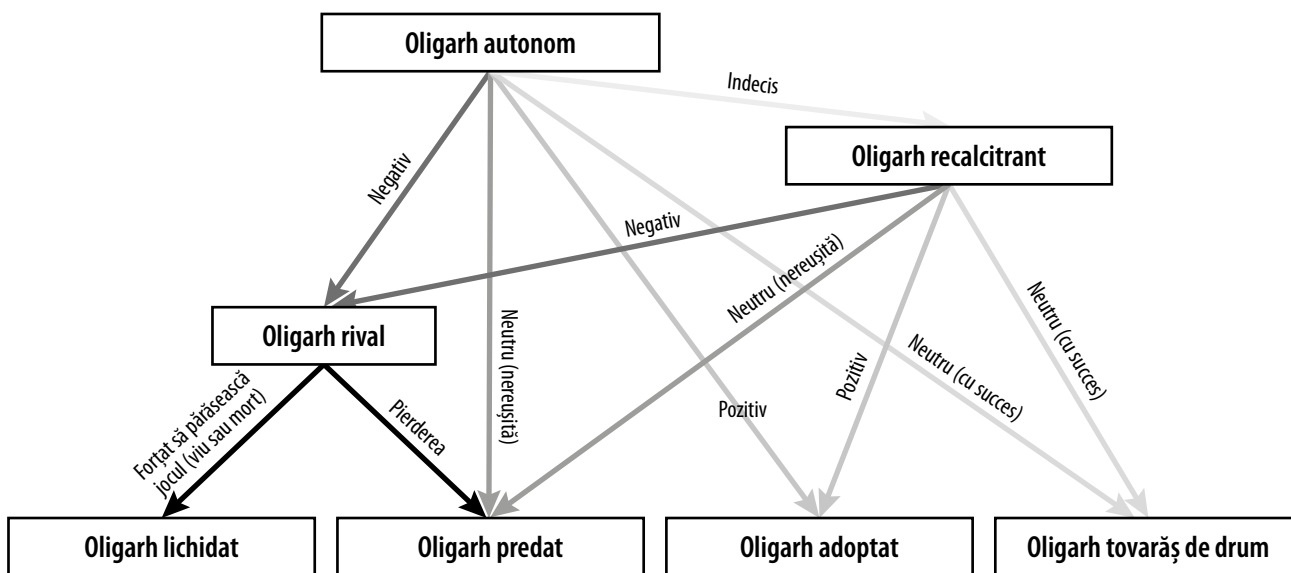 Oligarh autonom
Indecis
Oligarh recalcitrant
Negativ
Negativ
Neutru (nereușită)
Neutru (cu succes)
Oligarh rival
Neutru (nereușită)
Neutru (cu succes)
Pozitiv
Pozitiv
Forțat să părăsească
jocul (viu sau mort)
Pierderea
Oligarh lichidat
Oligarh predat
Oligarh adoptat
Oligarh tovarăș de drum